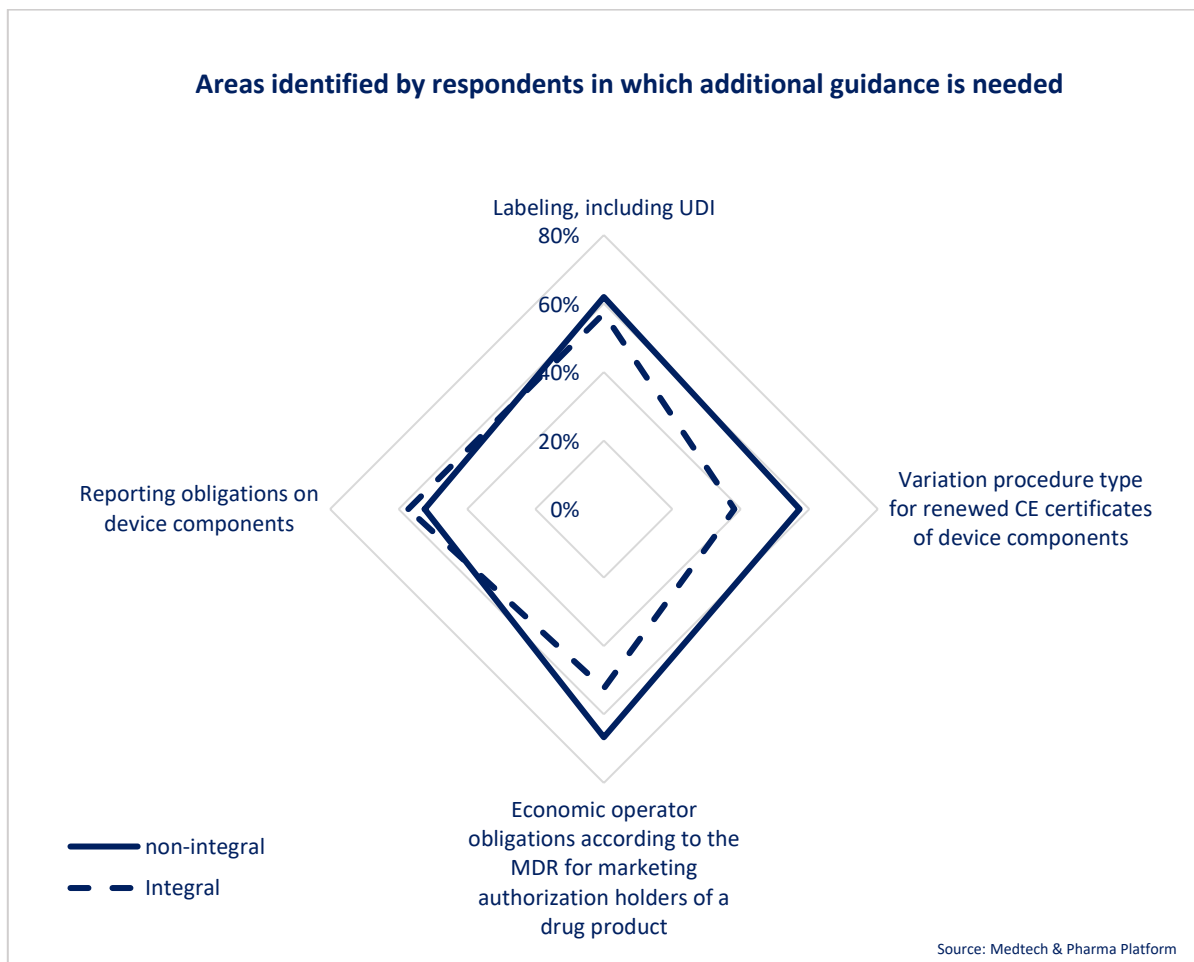 Areas identified by respondents in which additional guidance is needed
Labeling, including UDI
80%
60%
40%
20%
0%
Reporting obligations on
device components
Variation procedure type
for renewed CE certificates
of device components
Economic operator
obligations according to the
MDR for marketing
authorization holders of a
drug product
non-integral
Integral
Source: Medtech & Pharma Platform